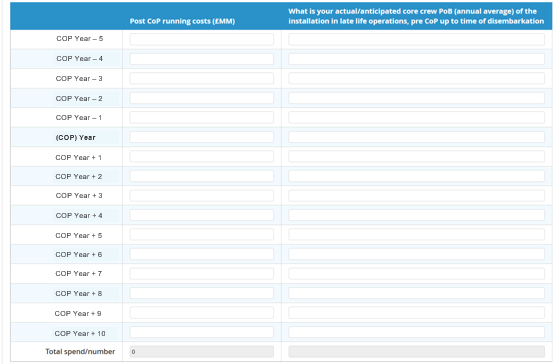 Post CoP running costs (£MM)
What is your actual/anticipated core crew PoB (annual average) of the
installation in late life operations, pre CoP up to time of disembarkation
COP Year – 5
COP Year – 4
COP Year – 3
COP Year – 2
COP Year – 1
(COP) Year
COP Year + 1
COP Year + 2
COP Year + 3
COP Year + 4
COP Year + 5
COP Year + 6
COP Year + 7
COP Year + 8
COP Year + 9
COP Year + 10
Total spend/number 0